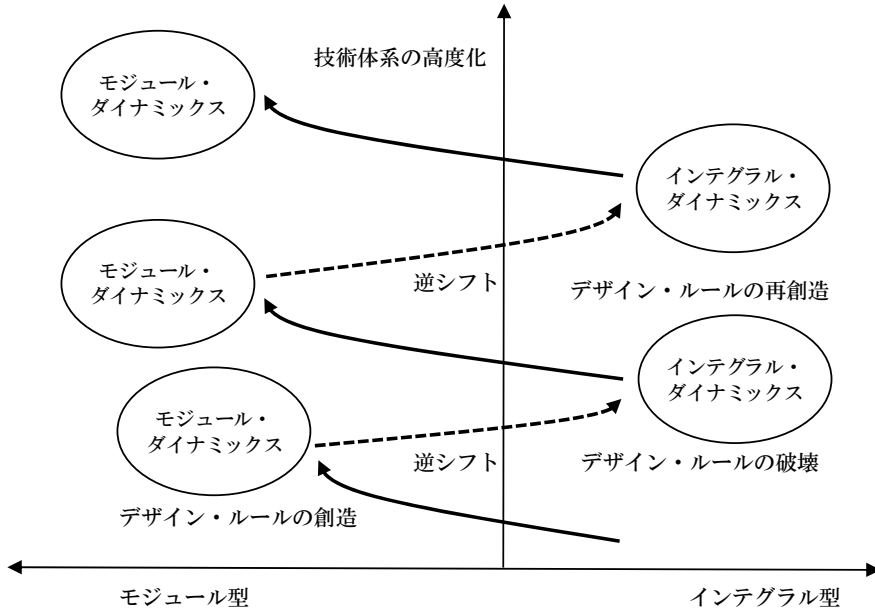 技術体系の高度化
モジュール・
ダイナミックス
インテグラル・
ダイナミックス
モジュール・
ダイナミックス
逆シフト
デザイン・ルールの再創造
インテグラル・
ダイナミックス
モジュール・
ダイナミックス
逆シフト
デザイン・ルールの破壊
デザイン・ルールの創造
モジュール型
インテグラル型